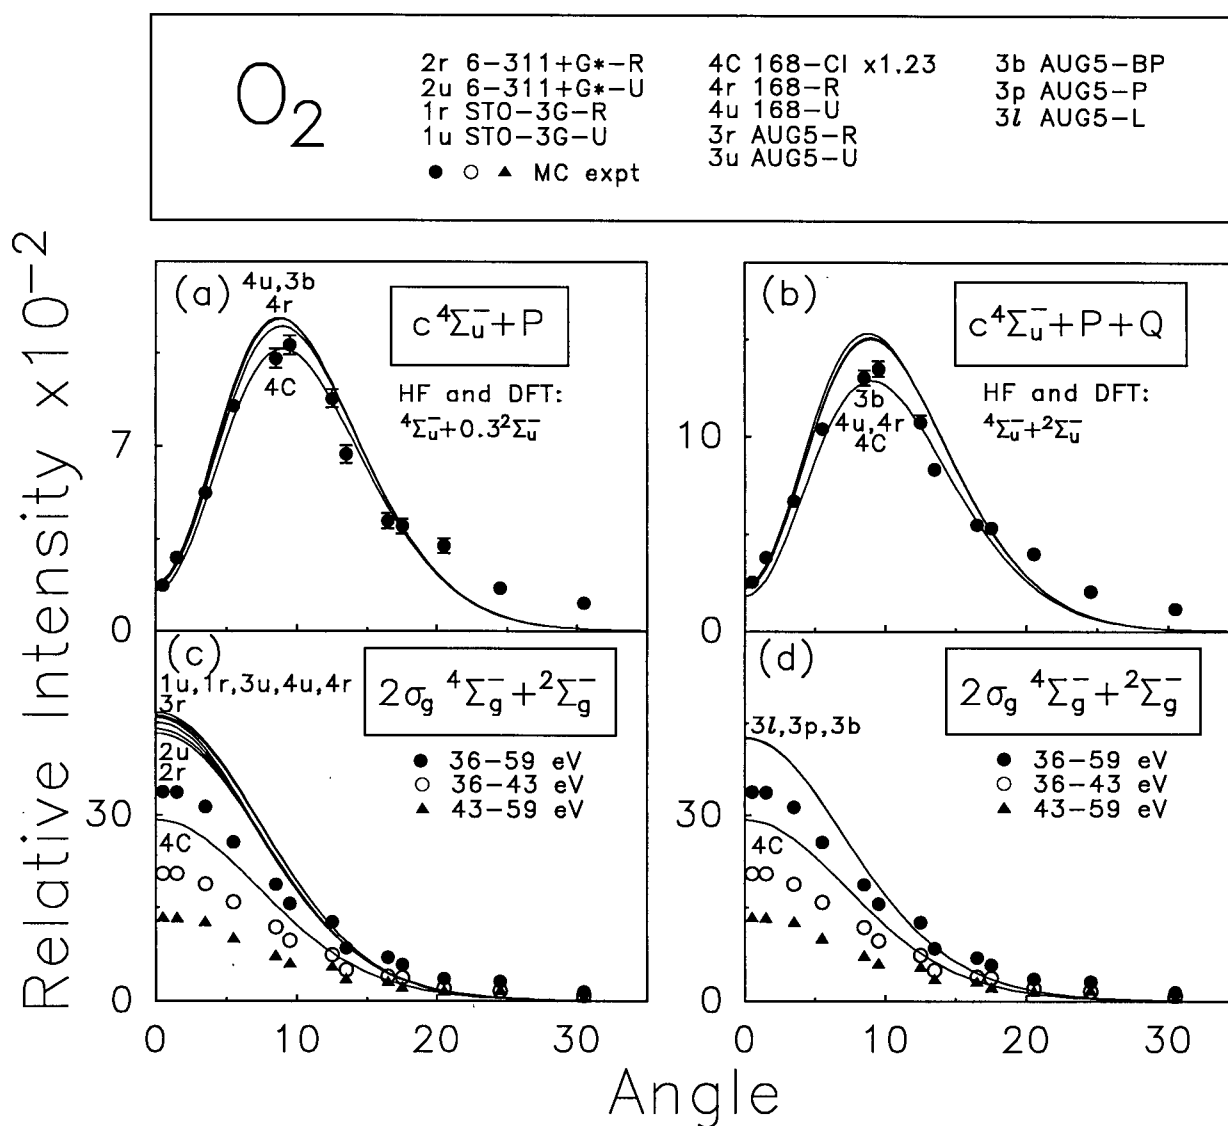 O₂
2r 6-311+G*-R
2u 6-311+G*-U
1r STO-3G-R
1u STO-3G-U
● ○ ▲ MC expt
4C 168-CI x1.23
4r 168-R
4u 168-U
3r AUG5-R
3u AUG5-U
3b AUG5-BP
3p AUG5-P
3l AUG5-L
Relative Intensity x10⁻²
(a)
4u,3b
4r
4C
c⁴Σu⁻+P
HF and DFT:
⁴Σu⁻+0.3²Σu⁻
7
0
(b)
c⁴Σu⁻+P+Q
HF and DFT:
⁴Σu⁻+²Σu⁻
3b
4u,4r
4C
10
0
(c)
1u,1r,3u,4u,4r
3r
2u
2r
4C
2σg ⁴Σg⁻+²Σg⁻
● 36-59 eV
○ 36-43 eV
▲ 43-59 eV
30
0
0 10 20 30
(d)
3l,3p,3b
4C
2σg ⁴Σg⁻+²Σg⁻
● 36-59 eV
○ 36-43 eV
▲ 43-59 eV
30
0
0 10 20 30
Angle